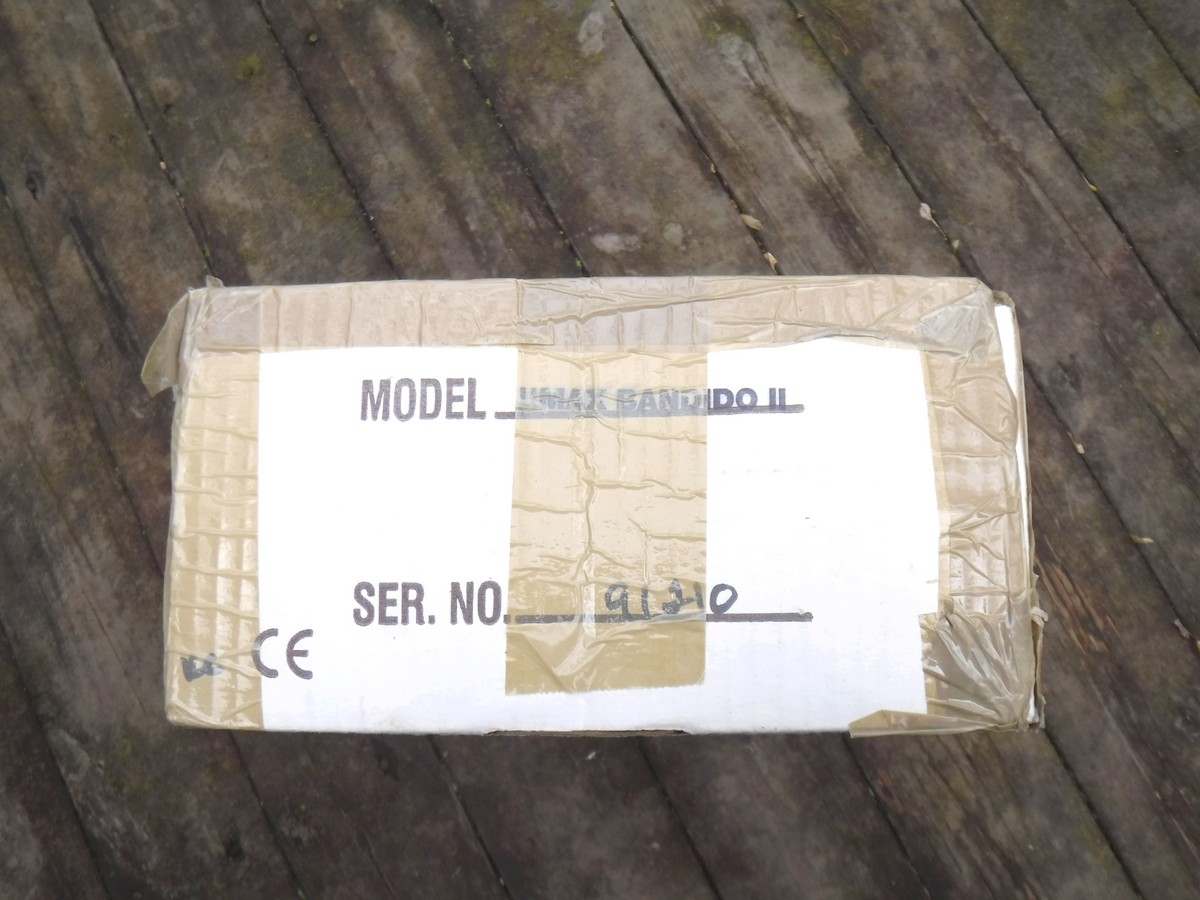 MODEL UMAX BANDIDO II
SER. NO. 91210
CE